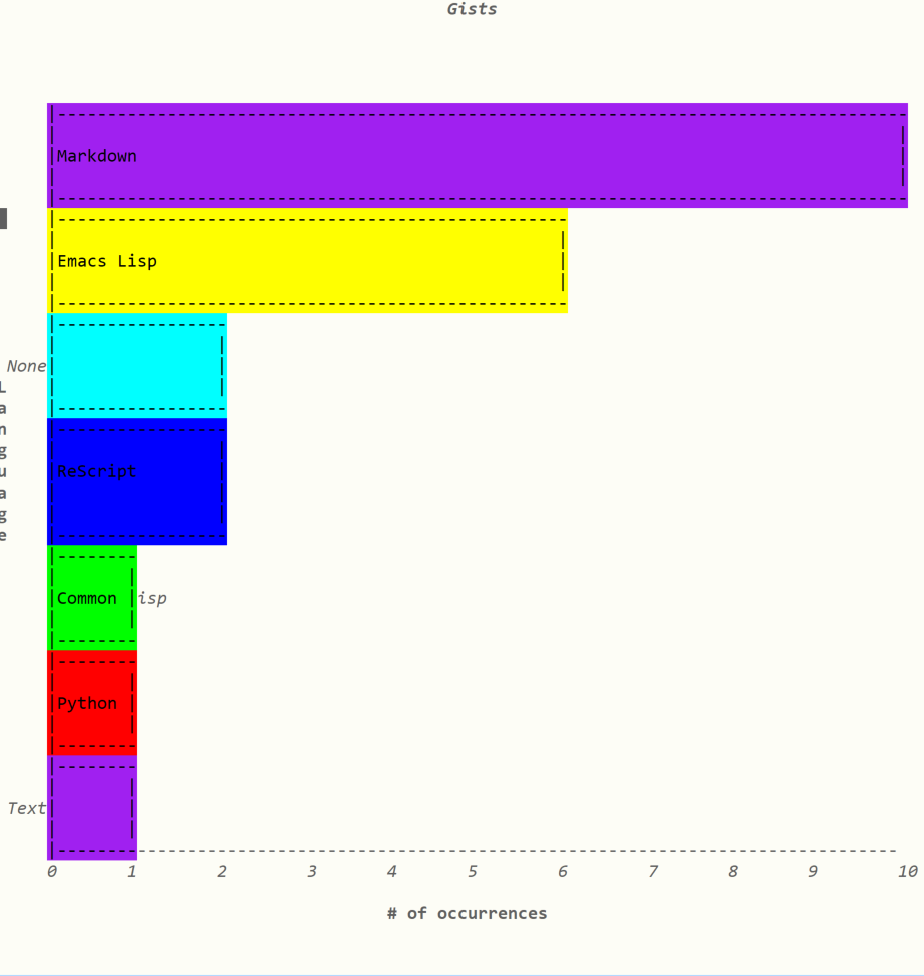 Gists
Markdown
Emacs Lisp
None
Language
ReScript
Common isp
Python
Text
0 1 2 3 4 5 6 7 8 9 10
# of occurrences